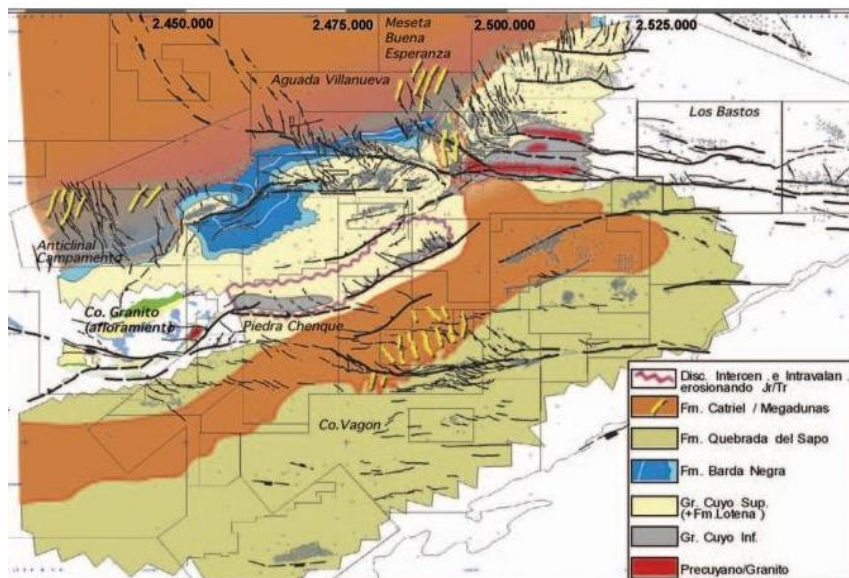 2.450.000
2.475.000
2.500.000
2.525.000
Meseta
Buena
Esperanza
Aguada Villanueva
Los Bastos
Anticlinal
Campamento
Co. Granito
(afloramiento)
Piedra Chenque
Co.Vagon
Disc. Intercen . e Intravalan .
erosionando Jr/Tr
Fm. Catriel / Megadunas
Fm. Quebrada del Sapo
Fm. Barda Negra
Gr. Cuyo Sup.
(+Fm.Lotena )
Gr. Cuyo Inf.
Precuyano/Granito